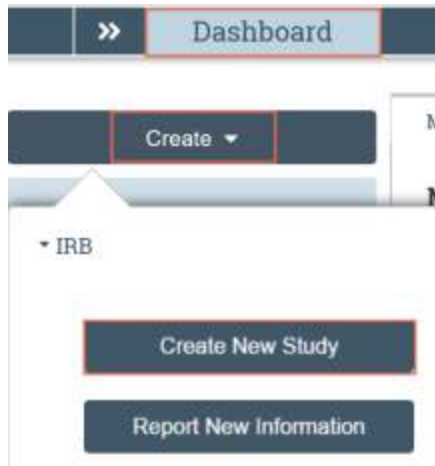 Dashboard
Create
IRB
Create New Study
Report New Information